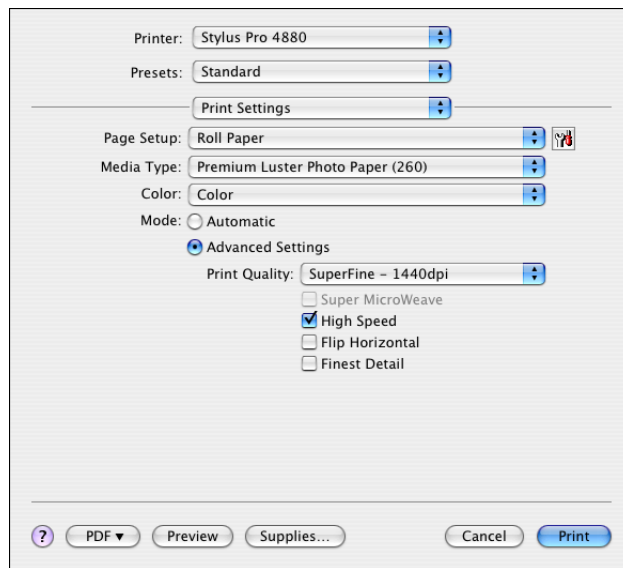 Printer: Stylus Pro 4880
Presets: Standard
Print Settings
Page Setup: Roll Paper
Media Type: Premium Luster Photo Paper (260)
Color: Color
Mode: Automatic
Advanced Settings
Print Quality: SuperFine – 1440dpi
Super MicroWeave
High Speed
Flip Horizontal
Finest Detail
? PDF ▼ Preview Supplies... Cancel Print